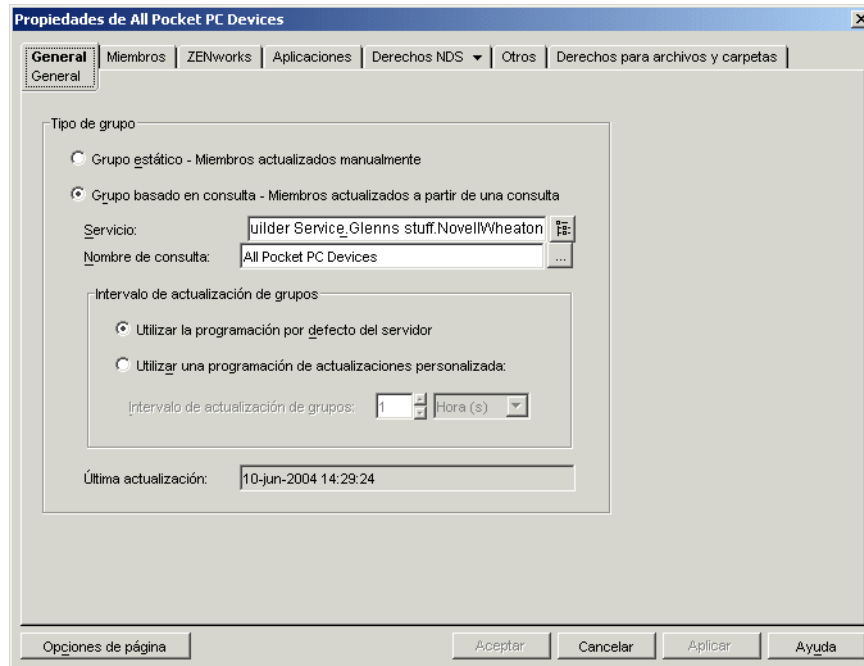 Propiedades de All Pocket PC Devices
General Miembros ZENworks Aplicaciones Derechos NDS Otros Derechos para archivos y carpetas
General
Tipo de grupo
Grupo estático - Miembros actualizados manualmente
Grupo basado en consulta - Miembros actualizados a partir de una consulta
Servicio: uilder Service.Glenns stuff.NovellWheaton
Nombre de consulta: All Pocket PC Devices ...
Intervalo de actualización de grupos
Utilizar la programación por defecto del servidor
Utilizar una programación de actualizaciones personalizada:
Intervalo de actualización de grupos: 1 Hora (s)
Última actualización: 10-jun-2004 14:29:24
Opciones de página Aceptar Cancelar Aplicar Ayuda